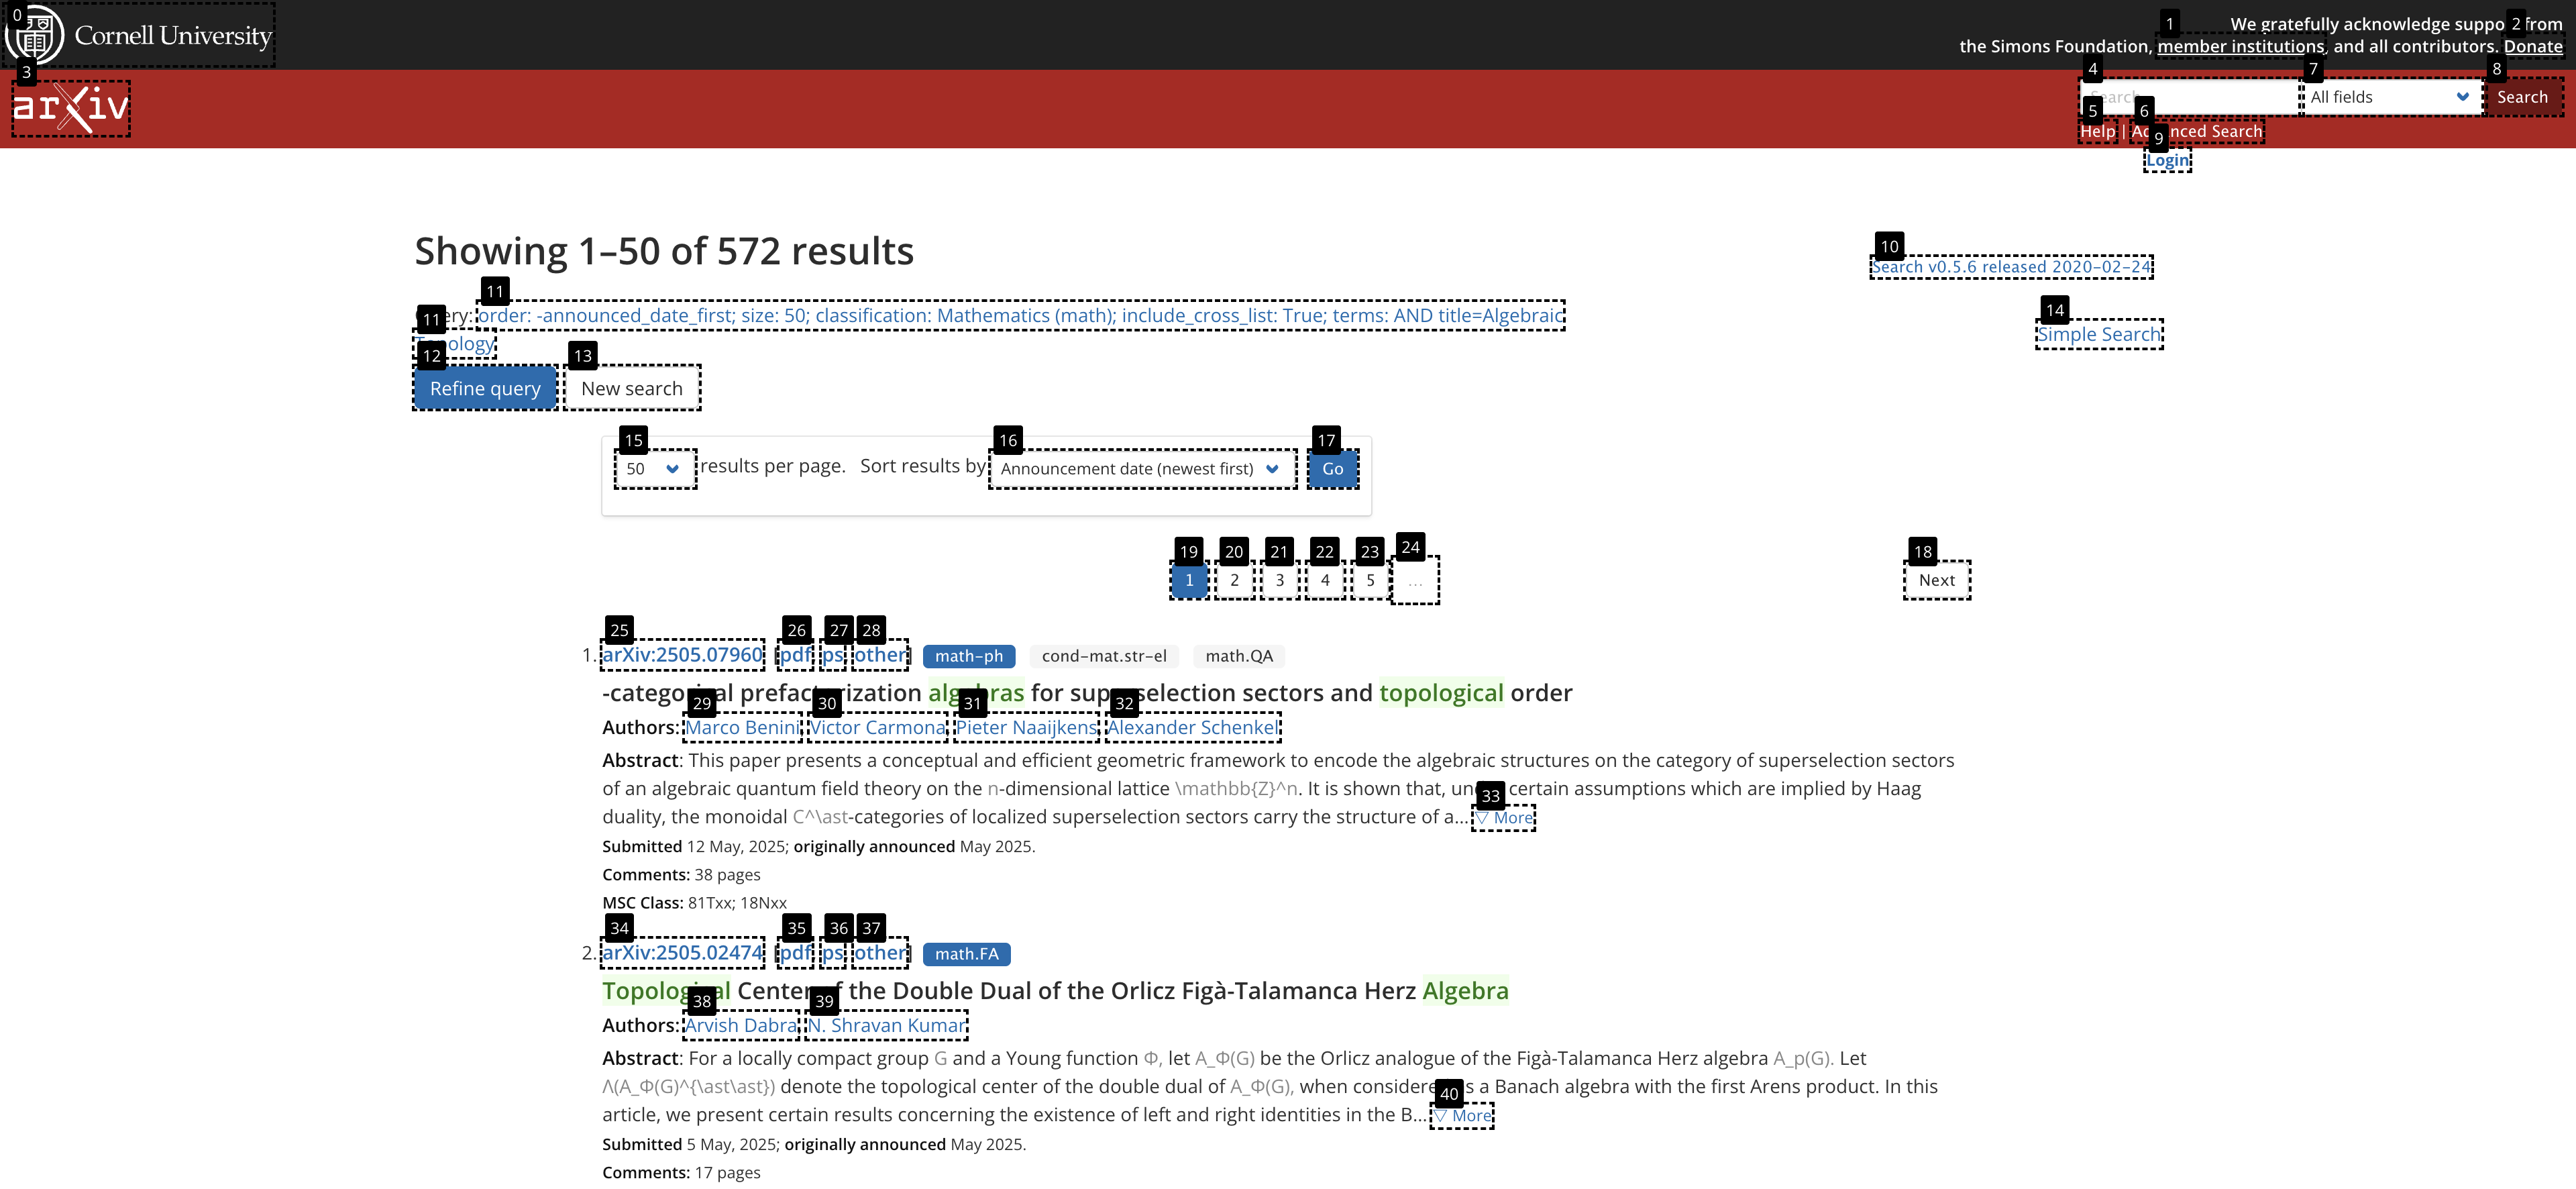 0
Cornell University
1
2
We gratefully acknowledge suppo from
the Simons Foundation, member institutions, and all contributors. Donate
3
arXiv
4
7
8
Search
All fields
Search
5
6
Help | Ad nced Search
9
Login
Showing 1–50 of 572 results
10
Search v0.5.6 released 2020-02-24
11
ery: order: -announced_date_first; size: 50; classification: Mathematics (math); include_cross_list: True; terms: AND title=Algebraic
11
ology
14
Simple Search
12
13
Refine query
New search
15
16
17
50
results per page. Sort results by
Announcement date (newest first)
Go
19
20
21
22
23
24
18
1
2
3
4
5
...
Next
25
26
27
28
1. arXiv:2505.07960 [pdf, ps, other] math-ph cond-mat.str-el math.QA
-categorical prefactorization algebras for superselection sectors and topological order
29
30
31
32
Authors: Marco Benini, Victor Carmona, Pieter Naaijkens, Alexander Schenkel
Abstract: This paper presents a conceptual and efficient geometric framework to encode the algebraic structures on the category of superselection sectors
of an algebraic quantum field theory on the n-dimensional lattice \mathbb{Z}^n. It is shown that, un certain assumptions which are implied by Haag
33
duality, the monoidal C^\ast-categories of localized superselection sectors carry the structure of a... ▽ More
Submitted 12 May, 2025; originally announced May 2025.
Comments: 38 pages
MSC Class: 81Txx; 18Nxx
34
35
36
37
2. arXiv:2505.02474 [pdf, ps, other] math.FA
Topological Center of the Double Dual of the Orlicz Figà-Talamanca Herz Algebra
38
39
Authors: Arvish Dabra, N. Shravan Kumar
Abstract: For a locally compact group G and a Young function Φ, let A_Φ(G) be the Orlicz analogue of the Figà-Talamanca Herz algebra A_p(G). Let
Λ(A_Φ(G)^{\ast\ast}) denote the topological center of the double dual of A_Φ(G), when considere s a Banach algebra with the first Arens product. In this
40
article, we present certain results concerning the existence of left and right identities in the B... ▽ More
Submitted 5 May, 2025; originally announced May 2025.
Comments: 17 pages